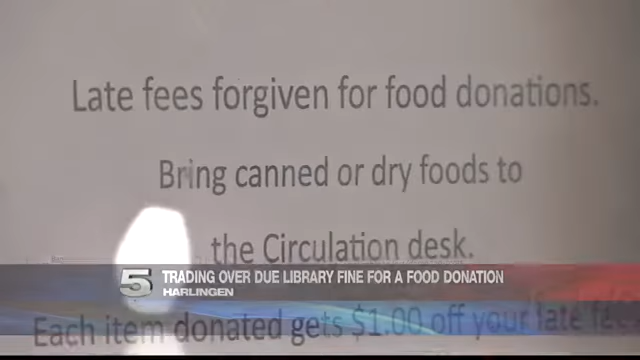 Late fees forgiven for food donations.
Bring canned or dry foods to
the Circulation desk.
5 TRADING OVER DUE LIBRARY FINE FOR A FOOD DONATION
HARLINGEN
Each item donated gets $1.00 off your late